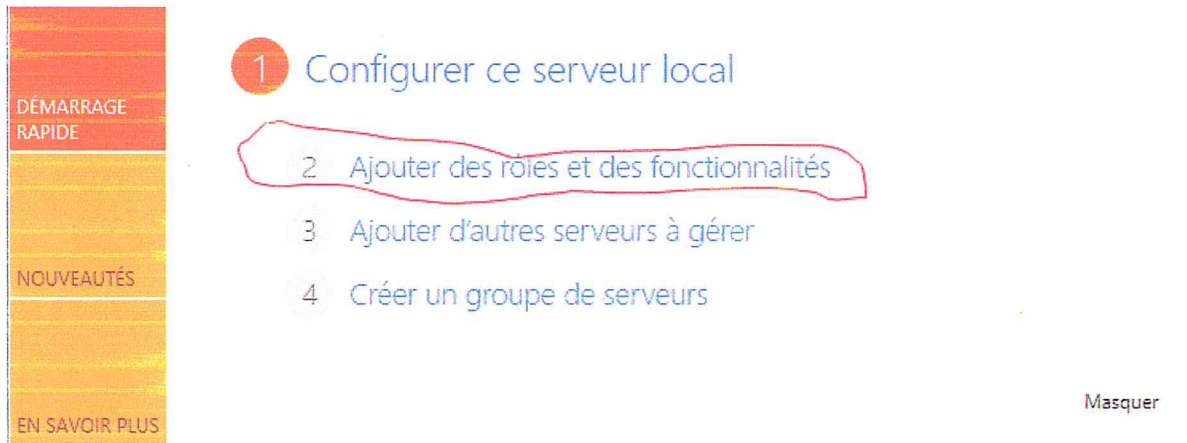 DÉMARRAGE
RAPIDE
NOUVEAUTÉS
EN SAVOIR PLUS
1 Configurer ce serveur local
2 Ajouter des rôles et des fonctionnalités
3 Ajouter d'autres serveurs à gérer
4 Créer un groupe de serveurs
Masquer